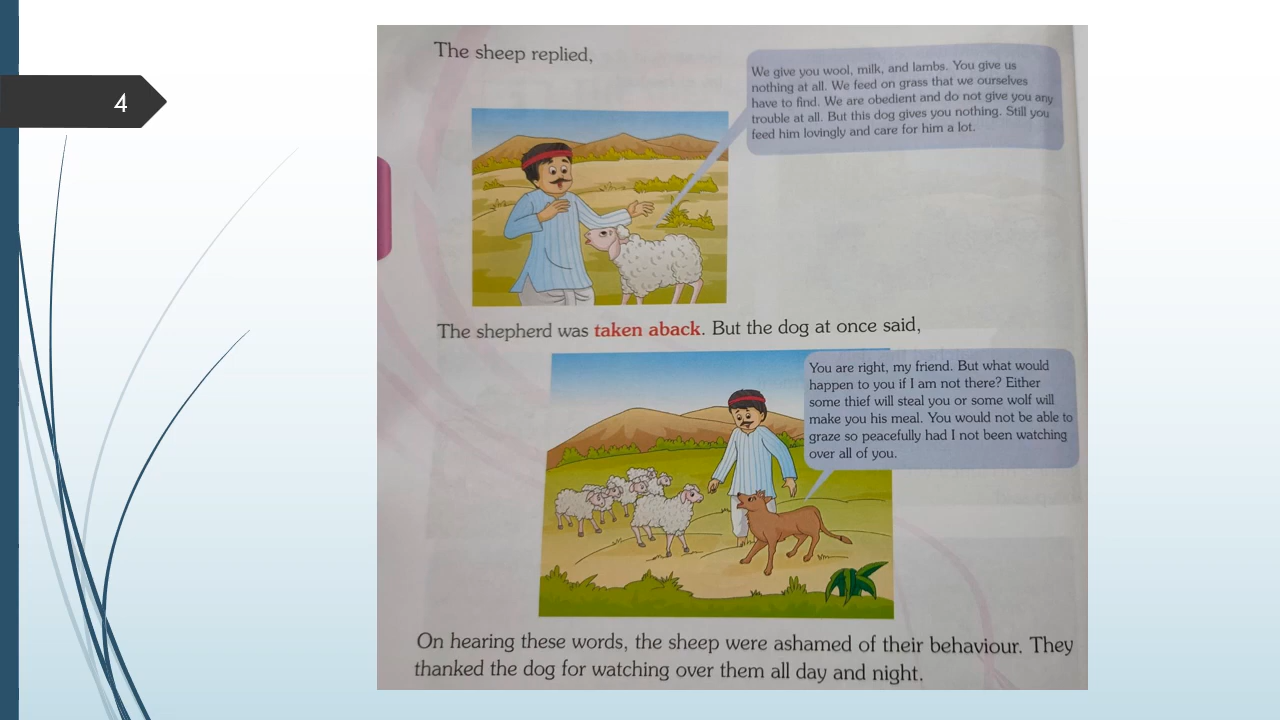 4
The sheep replied,
We give you wool, milk, and lambs. You give us
nothing at all. We feed on grass that we ourselves
have to find. We are obedient and do not give you any
trouble at all. But this dog gives you nothing. Still you
feed him lovingly and care for him a lot.
The shepherd was taken aback. But the dog at once said,
You are right, my friend. But what would
happen to you if I am not there? Either
some thief will steal you or some wolf will
make you his meal. You would not be able to
graze so peacefully had I not been watching
over all of you.
On hearing these words, the sheep were ashamed of their behaviour. They
thanked the dog for watching over them all day and night.